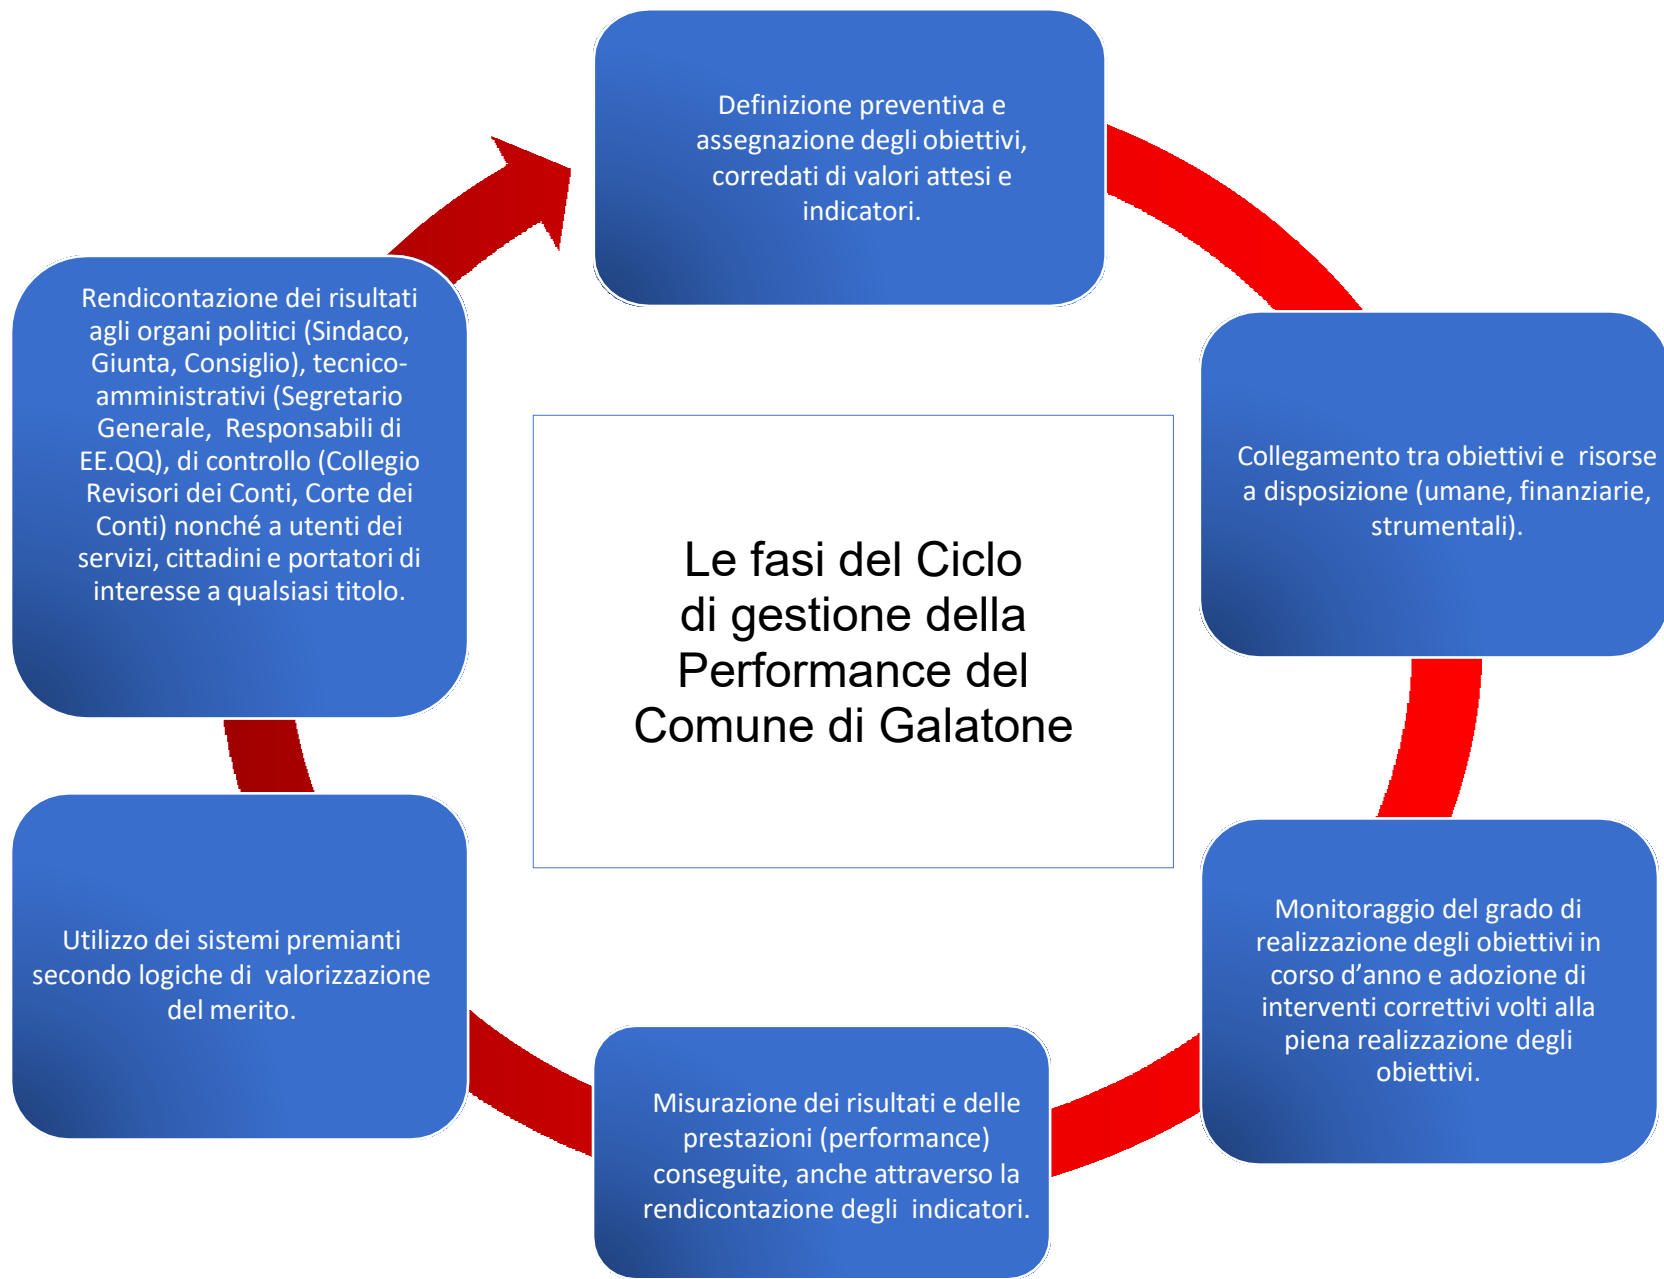 Definizione preventiva e
assegnazione degli obiettivi,
corredati di valori attesi e
indicatori.
Collegamento tra obiettivi e risorse
a disposizione (umane, finanziarie,
strumentali).
Monitoraggio del grado di
realizzazione degli obiettivi in
corso d’anno e adozione di
interventi correttivi volti alla
piena realizzazione degli
obiettivi.
Misurazione dei risultati e delle
prestazioni (performance)
conseguite, anche attraverso la
rendicontazione degli indicatori.
Utilizzo dei sistemi premianti
secondo logiche di valorizzazione
del merito.
Rendicontazione dei risultati
agli organi politici (Sindaco,
Giunta, Consiglio), tecnico-
amministrativi (Segretario
Generale, Responsabili di
EE.QQ), di controllo (Collegio
Revisori dei Conti, Corte dei
Conti) nonché a utenti dei
servizi, cittadini e portatori di
interesse a qualsiasi titolo.
Le fasi del Ciclo
di gestione della
Performance del
Comune di Galatone